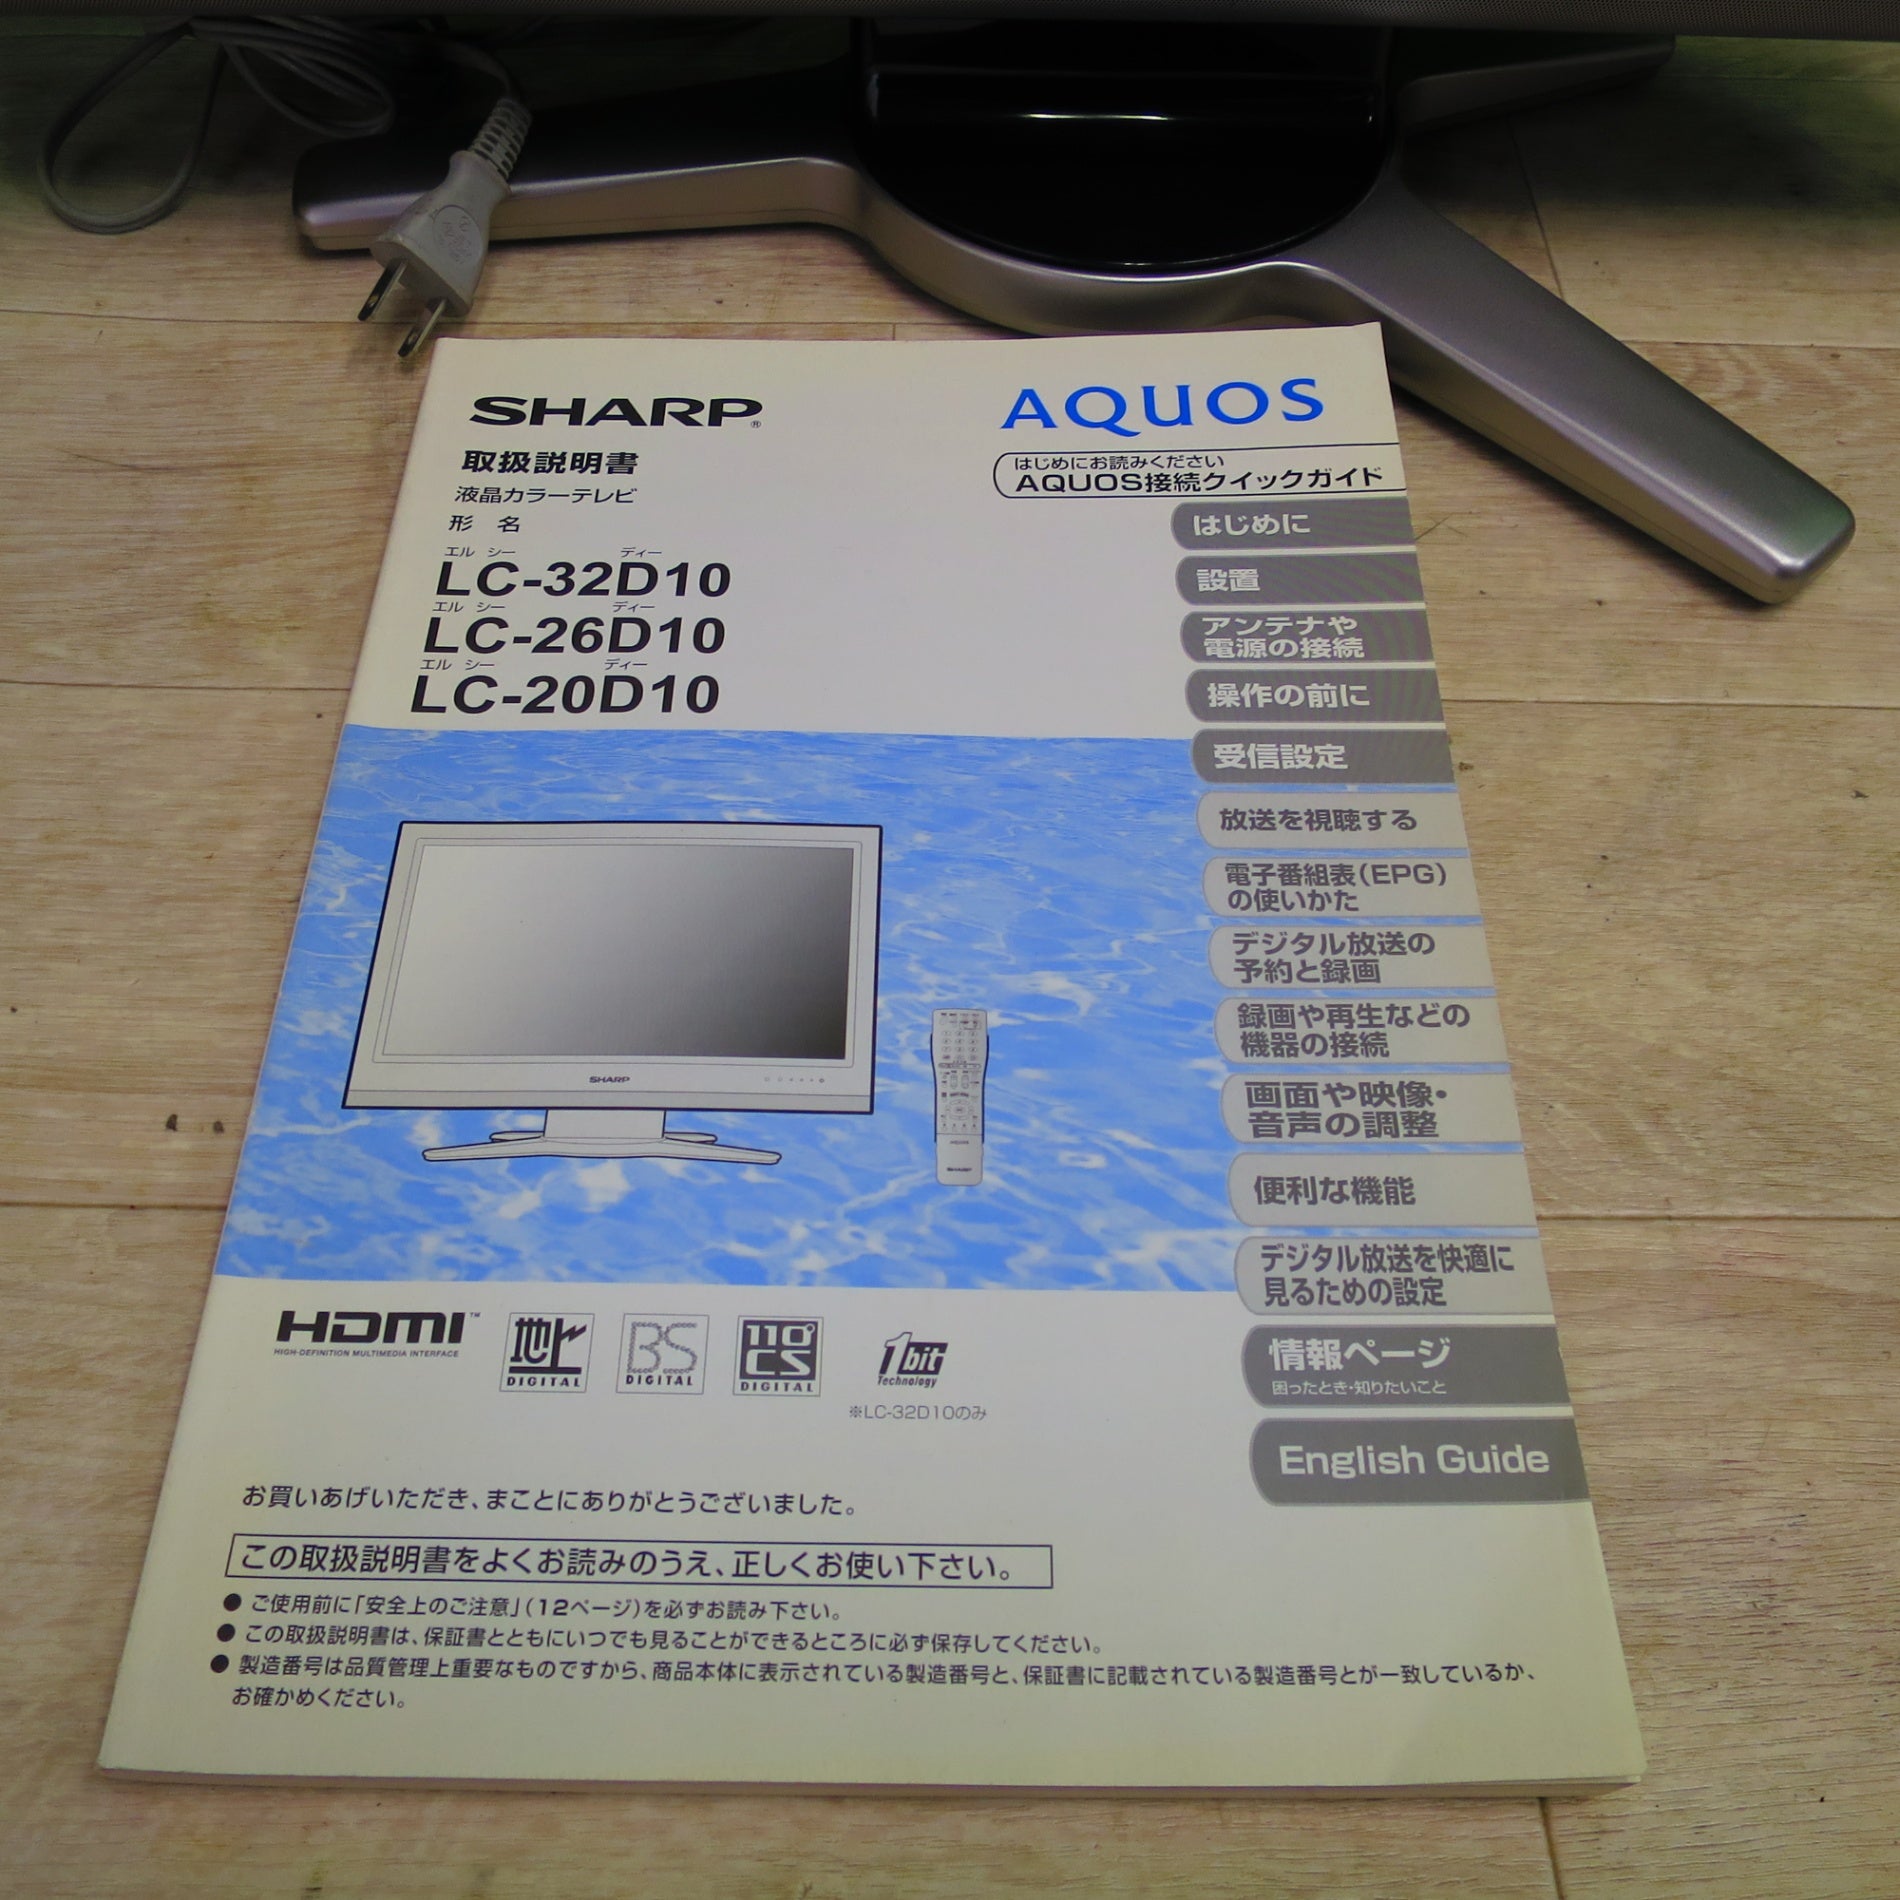 SHARP®
AQUOS
取扱説明書
液晶カラーテレビ
形 名
エル シー ディー
LC-32D10
エル シー ディー
LC-26D10
エル シー ディー
LC-20D10
はじめにお読みください
AQUOS接続クイックガイド
はじめに
設置
アンテナや
電源の接続
操作の前に
受信設定
放送を視聴する
電子番組表(EPG)
の使いかた
デジタル放送の
予約と録画
録画や再生などの
機器の接続
画面や映像・
音声の調整
便利な機能
デジタル放送を快適に
見るための設定
情報ページ
困ったとき・知りたいこと
English Guide
SHARP
SHARP
HDMI™
HIGH-DEFINITION MULTIMEDIA INTERFACE
地上
DIGITAL
BS
DIGITAL
110°
CS
DIGITAL
1bit
Technology
※LC-32D10のみ
お買いあげいただき、まことにありがとうございました。
この取扱説明書をよくお読みのうえ、正しくお使い下さい。
● ご使用前に「安全上のご注意」(12ページ)を必ずお読み下さい。
● この取扱説明書は、保証書とともにいつでも見ることができるところに必ず保存してください。
● 製造番号は品質管理上重要なものですから、商品本体に表示されている製造番号と、保証書に記載されている製造番号とが一致しているか、
お確かめください。